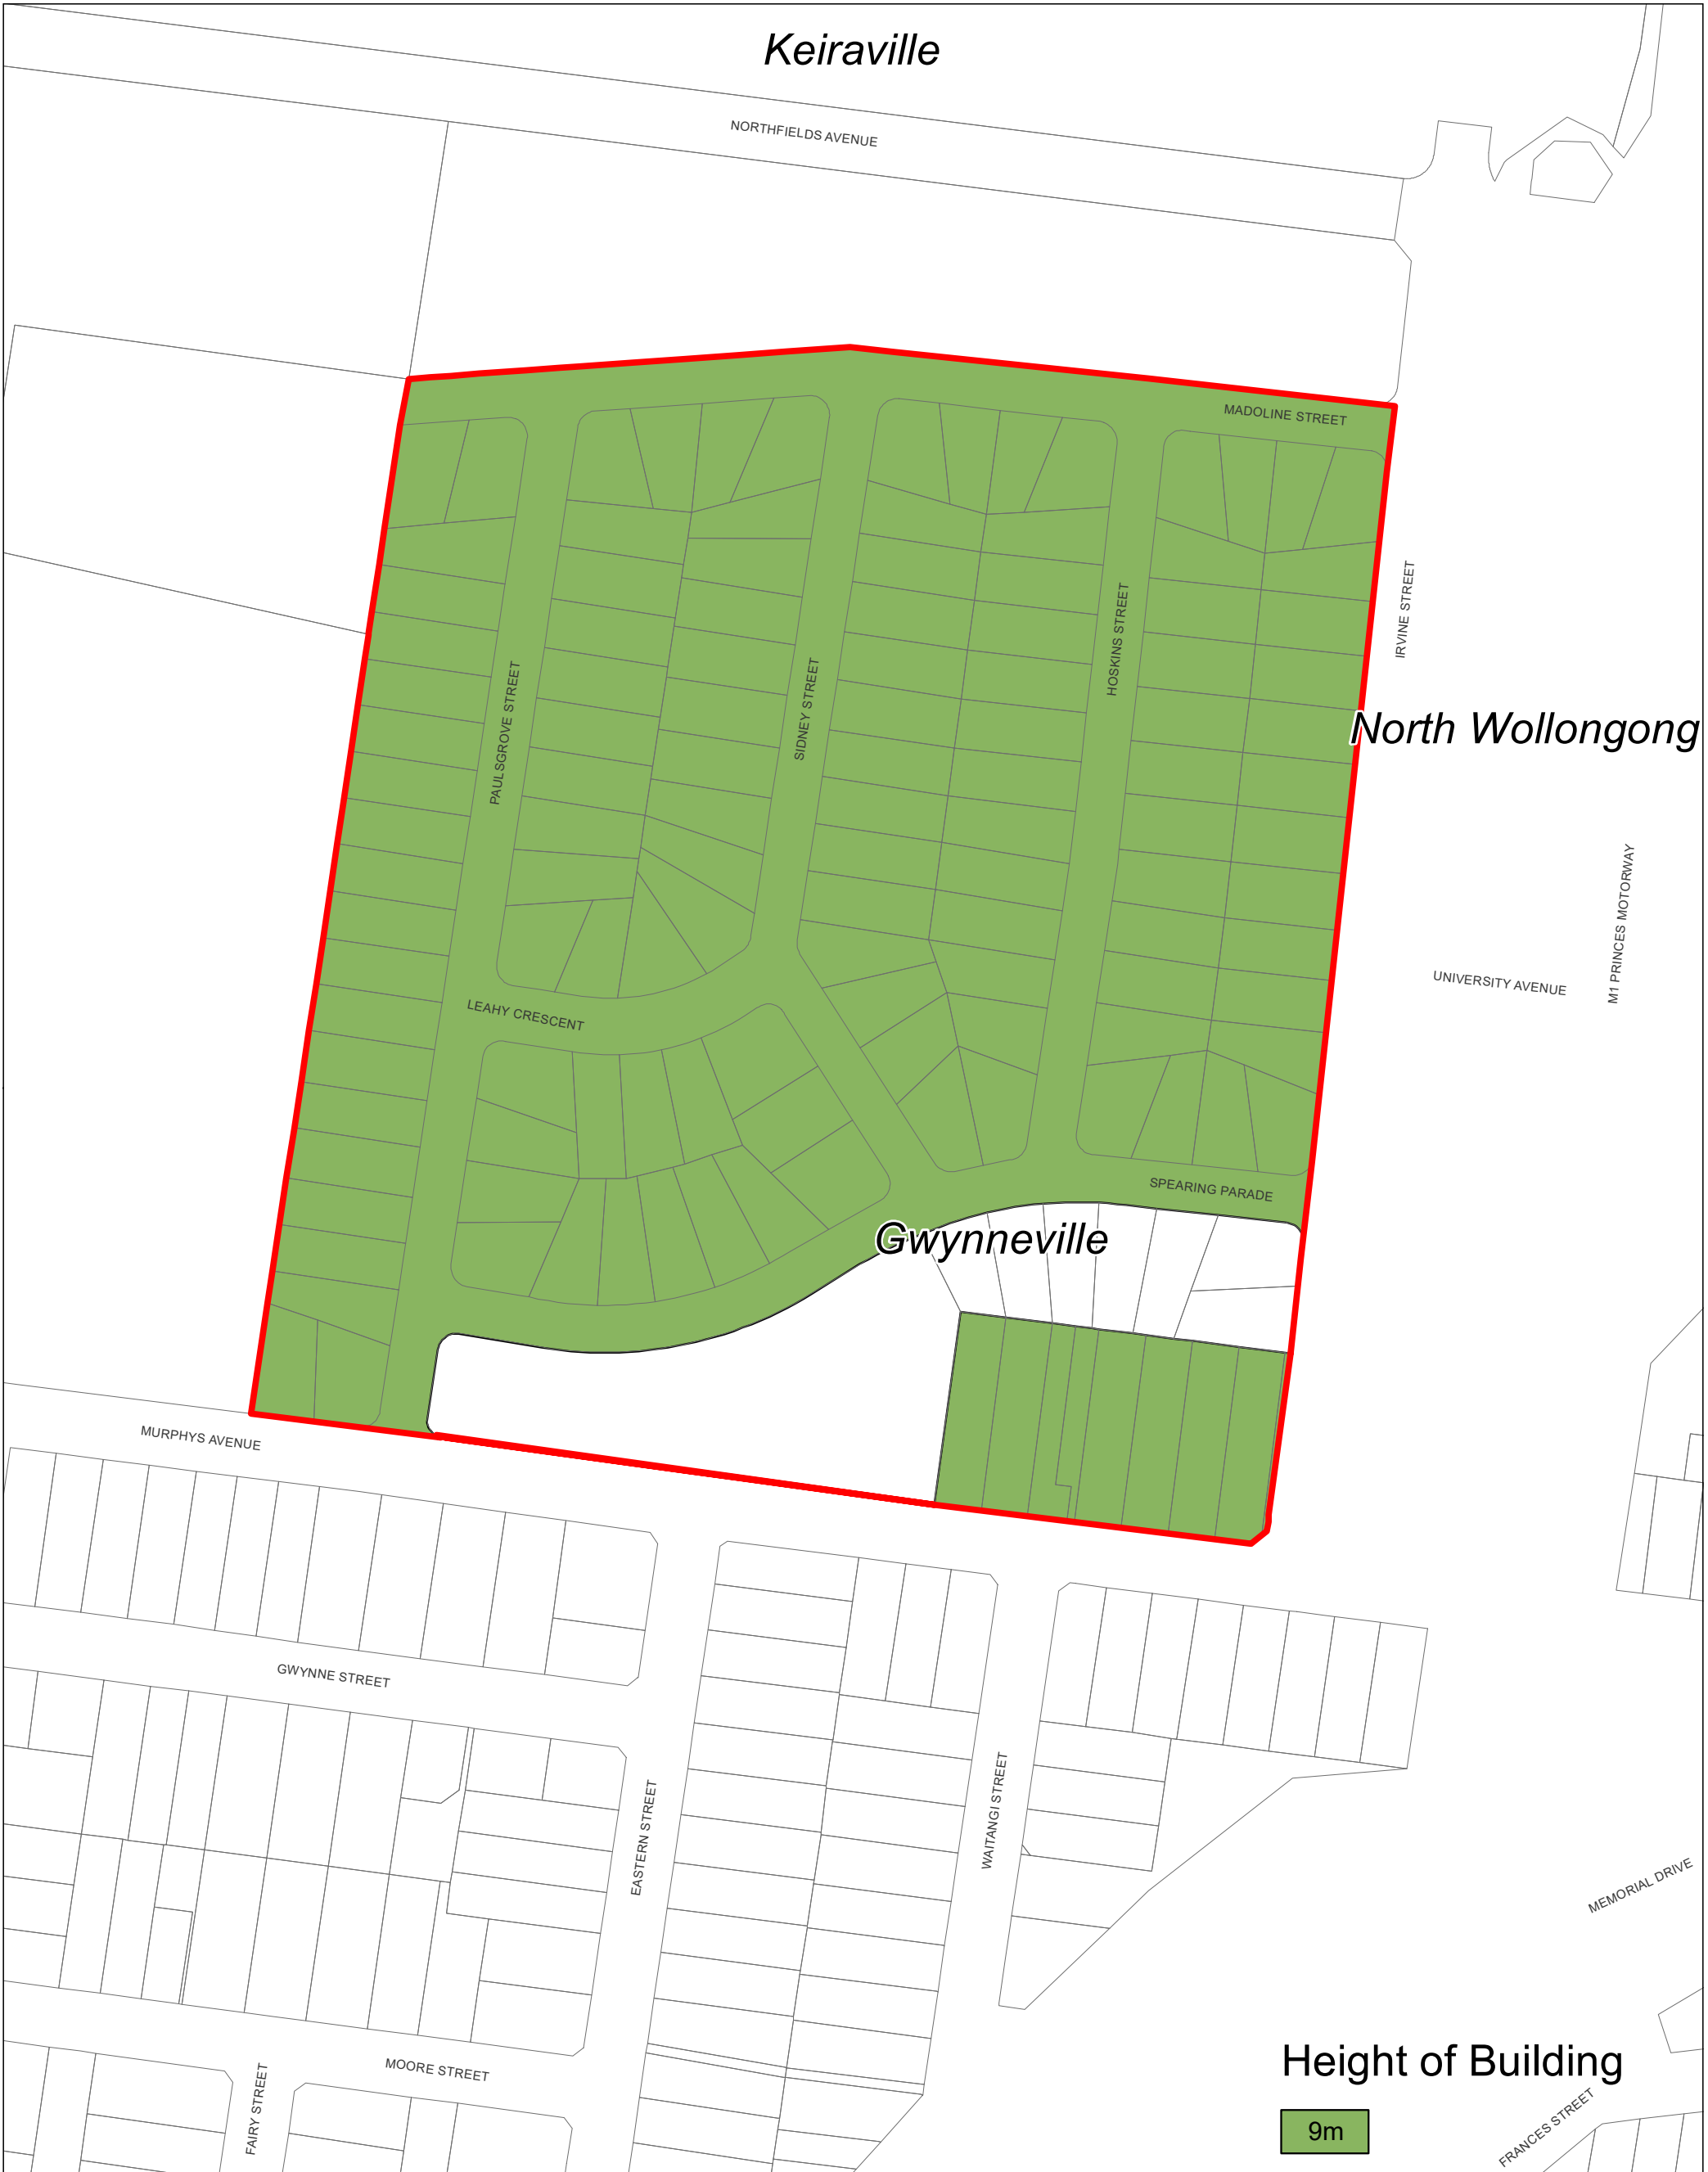 Keiraville
NORTHFIELDS AVENUE
MADOLINE STREET
IRVINE STREET
HOSKINS STREET
PAULSGROVE STREET
SIDNEY STREET
North Wollongong
M1 PRINCES MOTORWAY
UNIVERSITY AVENUE
LEAHY CRESCENT
SPEARING PARADE
Gwynneville
MURPHYS AVENUE
GWYNNE STREET
EASTERN STREET
WAITANGI STREET
MEMORIAL DRIVE
MOORE STREET
FAIRY STREET
Height of Building
9m
FRANCES STREET